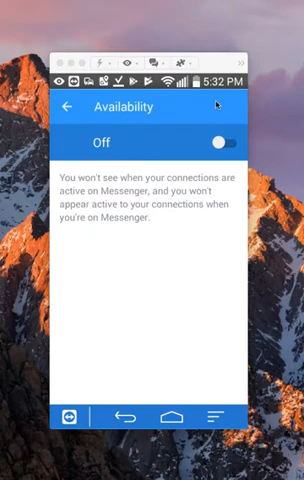 5:32 PM
Availability
Off
You won't see when your connections are
active on Messenger, and you won't
appear active to your connections when
you're on Messenger.